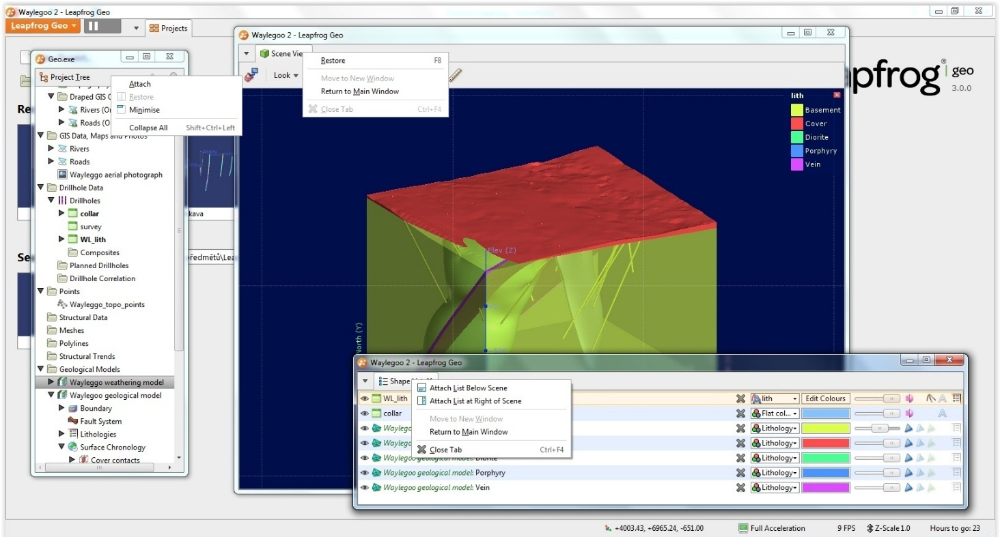 Waylegoo 2 - Leapfrog Geo
Leapfrog Geo
Projects
apfrog® geo
3.0.0
Re
Se
kava
předmětů\Lea
Geo.exe
Project Tree
Attach
Restore
Minimise
Collapse All Shift+Ctrl+Left
Draped GIS
Rivers (O
Roads (O
GIS Data, Maps and Photos
Rivers
Roads
Wayleggo aerial photograph
Drillhole Data
Drillholes
collar
survey
WL_lith
Composites
Planned Drillholes
Drillhole Correlation
Points
Wayleggo_topo_points
Structural Data
Meshes
Polylines
Structural Trends
Geological Models
Wayleggo weathering model
Waylegoo geological model
Boundary
Fault System
Lithologies
Surface Chronology
Cover contacts
Waylegoo 2 - Leapfrog Geo
Scene Vie
Look
Restore F8
Move to New Window
Return to Main Window
Close Tab Ctrl+F4
lith
Basement
Cover
Diorite
Porphyry
Vein
Elev (Z)
North (Y)
-500
Waylegoo 2 - Leapfrog Geo
Shape
Attach List Below Scene
Attach List at Right of Scene
Move to New Window
Return to Main Window
Close Tab Ctrl+F4
WL_lith lith Edit Colours
collar Flat col...
Waylego Lithology
Waylego Lithology
Waylegoo geological model: Diorite Lithology
Waylegoo geological model: Porphyry Lithology
Waylegoo geological model: Vein Lithology
+4003.43, +6965.24, -651.00 Full Acceleration 9 FPS Z-Scale 1.0 Hours to go: 23